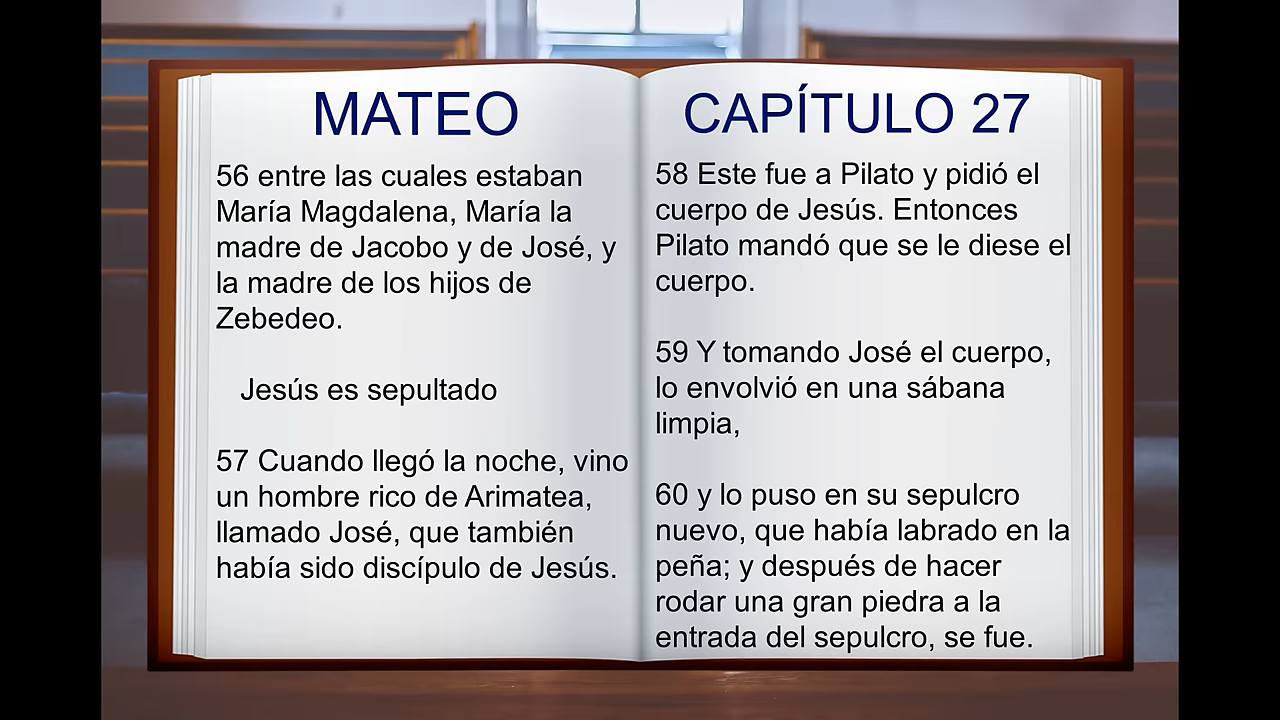 MATEO
56 entre las cuales estaban
María Magdalena, María la
madre de Jacobo y de José, y
la madre de los hijos de
Zebedeo.
Jesús es sepultado
57 Cuando llegó la noche, vino
un hombre rico de Arimatea,
llamado José, que también
había sido discípulo de Jesús.
CAPÍTULO 27
58 Este fue a Pilato y pidió el
cuerpo de Jesús. Entonces
Pilato mandó que se le diese el
cuerpo.
59 Y tomando José el cuerpo,
lo envolvió en una sábana
limpia,
60 y lo puso en su sepulcro
nuevo, que había labrado en la
peña; y después de hacer
rodar una gran piedra a la
entrada del sepulcro, se fue.